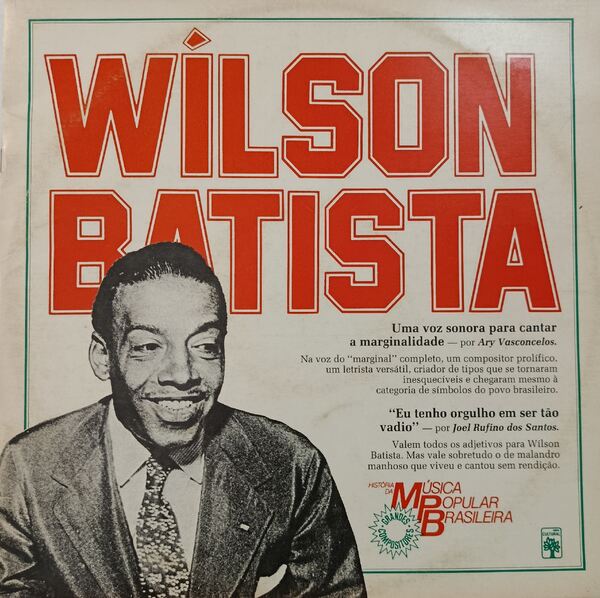 WÍLSON
BATISTA
Uma voz sonora para cantar
a marginalidade — por Ary Vasconcelos.
Na voz do "marginal" completo, um compositor prolífico,
um letrista versátil, criador de tipos que se tornaram
inesquecíveis e chegaram mesmo à
categoria de símbolos do povo brasileiro.
"Eu tenho orgulho em ser tão
vadio" — por Joel Rufino dos Santos.
Valem todos os adjetivos para Wilson
Batista. Mas vale sobretudo o de malandro
manhoso que viveu e cantou sem rendição.
HISTÓRIA
DA
MÚSICA
POPULAR
BRASILEIRA
GRANDES
COMPOSITORES
CULTURAL